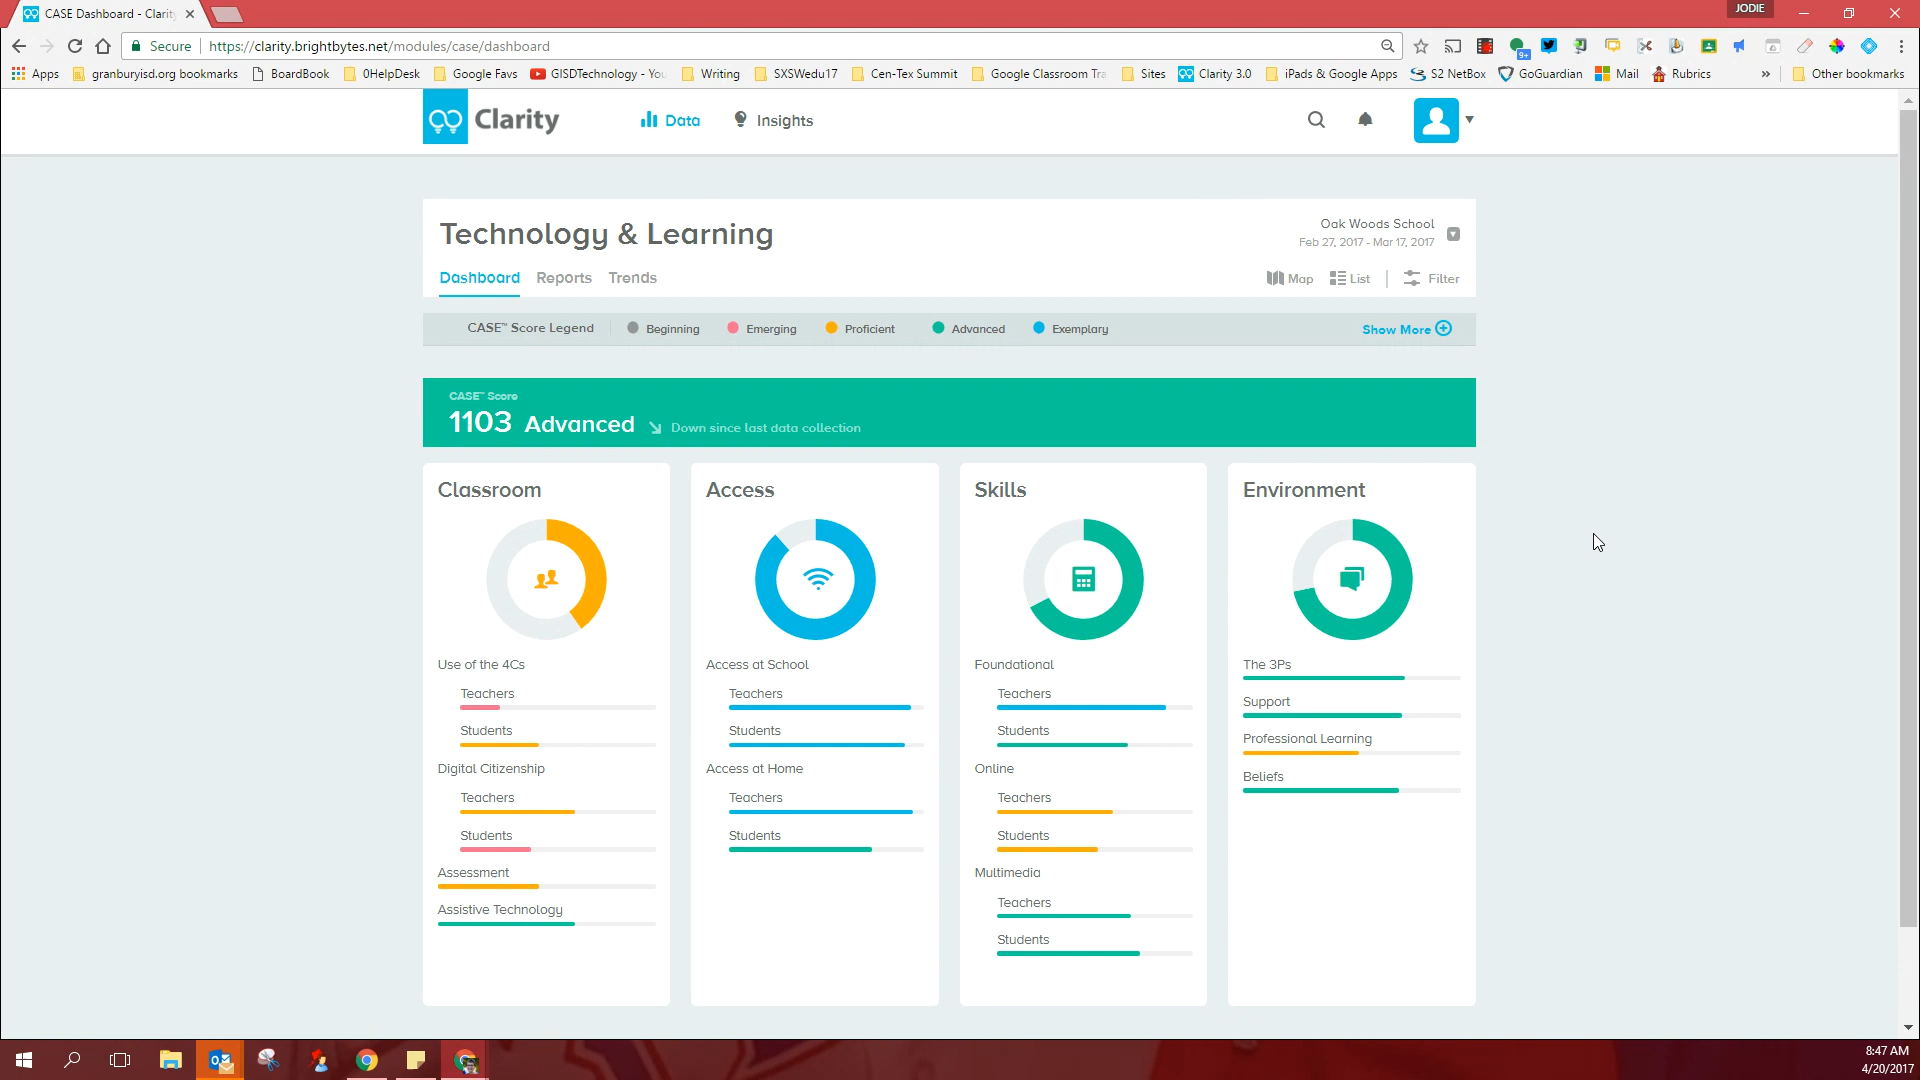 CASE Dashboard - Clarity
JODIE
Secure
https://clarity.brightbytes.net/modules/case/dashboard
9+
Apps
granburyisd.org bookmarks
BoardBook
0HelpDesk
Google Favs
GISDTechnology - You
Writing
SXSWedu17
Cen-Tex Summit
Google Classroom Tra
Sites
Clarity 3.0
iPads & Google Apps
S2 NetBox
GoGuardian
Mail
Rubrics
»
Other bookmarks
Clarity
Data
Insights
Technology & Learning
Oak Woods School
Feb 27, 2017 - Mar 17, 2017
Dashboard
Reports
Trends
Map
List
Filter
CASE™ Score Legend
Beginning
Emerging
Proficient
Advanced
Exemplary
Show More
CASE™ Score
1103 Advanced
Down since last data collection
Classroom
Use of the 4Cs
Teachers
Students
Digital Citizenship
Teachers
Students
Assessment
Assistive Technology
Access
Access at School
Teachers
Students
Access at Home
Teachers
Students
Skills
Foundational
Teachers
Students
Online
Teachers
Students
Multimedia
Teachers
Students
Environment
The 3Ps
Support
Professional Learning
Beliefs
8:47 AM
4/20/2017